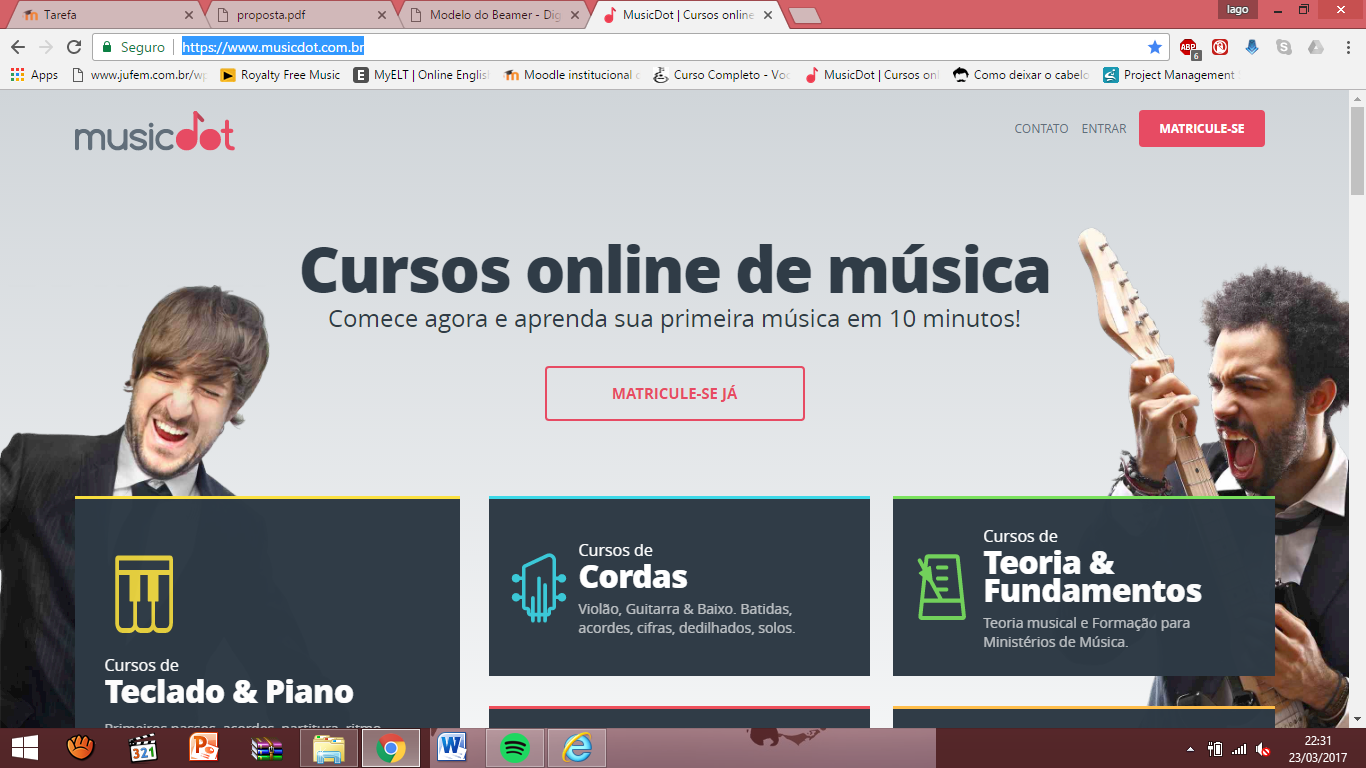 Tarefa
proposta.pdf
Modelo do Beamer - Dig
MusicDot | Cursos online
Iago
Seguro
https://www.musicdot.com.br
ABP
6
Apps
www.jufem.com.br/wp
Royalty Free Music
E
MyELT | Online Englis
Moodle institucional
Curso Completo - Voc
MusicDot | Cursos onl
Como deixar o cabelo
Project Management
musicdot
CONTATO
ENTRAR
MATRICULE-SE
Cursos online de música
Comece agora e aprenda sua primeira música em 10 minutos!
MATRICULE-SE JÁ
Cursos de
Teclado & Piano
Primeiros passos, acordes, partitura, ritmo
Cursos de
Cordas
Violão, Guitarra & Baixo. Batidas,
acordes, cifras, dedilhados, solos.
Cursos de
Teoria &
Fundamentos
Teoria musical e Formação para
Ministérios de Música.
321
22:31
23/03/2017